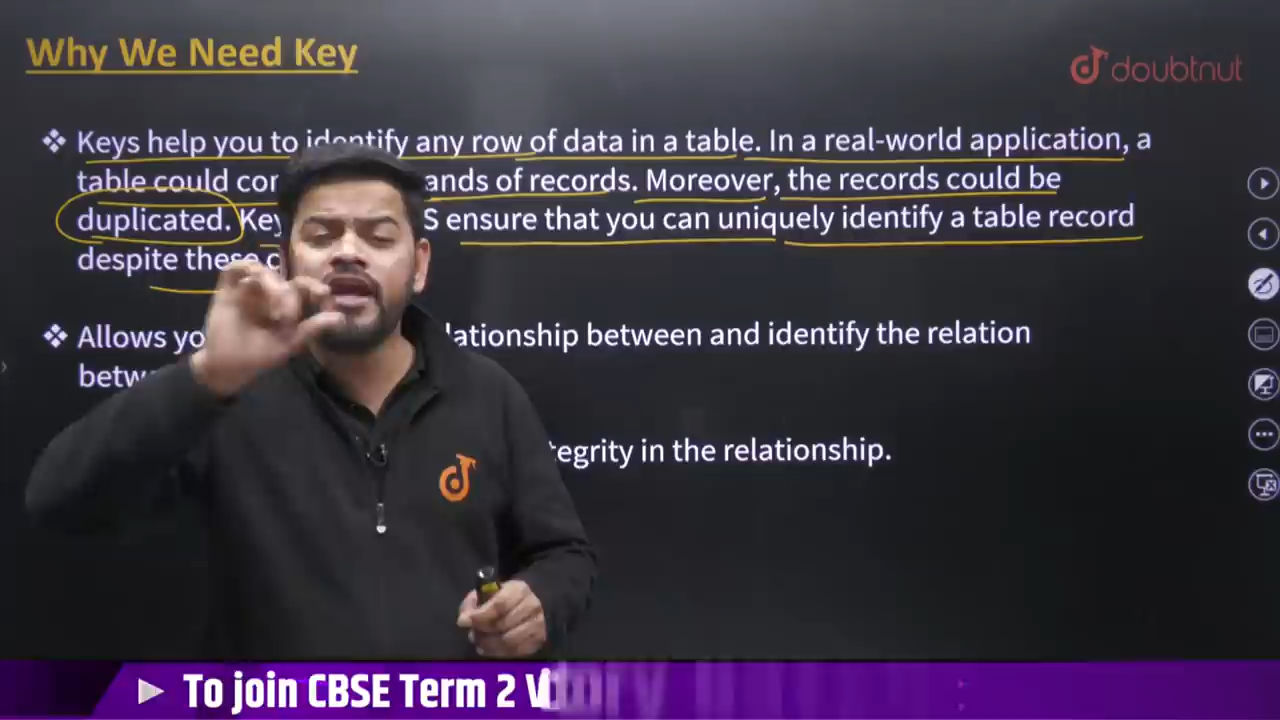 Why We Need Key
doubtnut
❖ Keys help you to identify any row of data in a table. In a real-world application, a
table could con ands of records. Moreover, the records could be
duplicated. Key S ensure that you can uniquely identify a table record
despite these
❖ Allows yo lationship between and identify the relation
betw
tegrity in the relationship.
To join CBSE Term 2 V